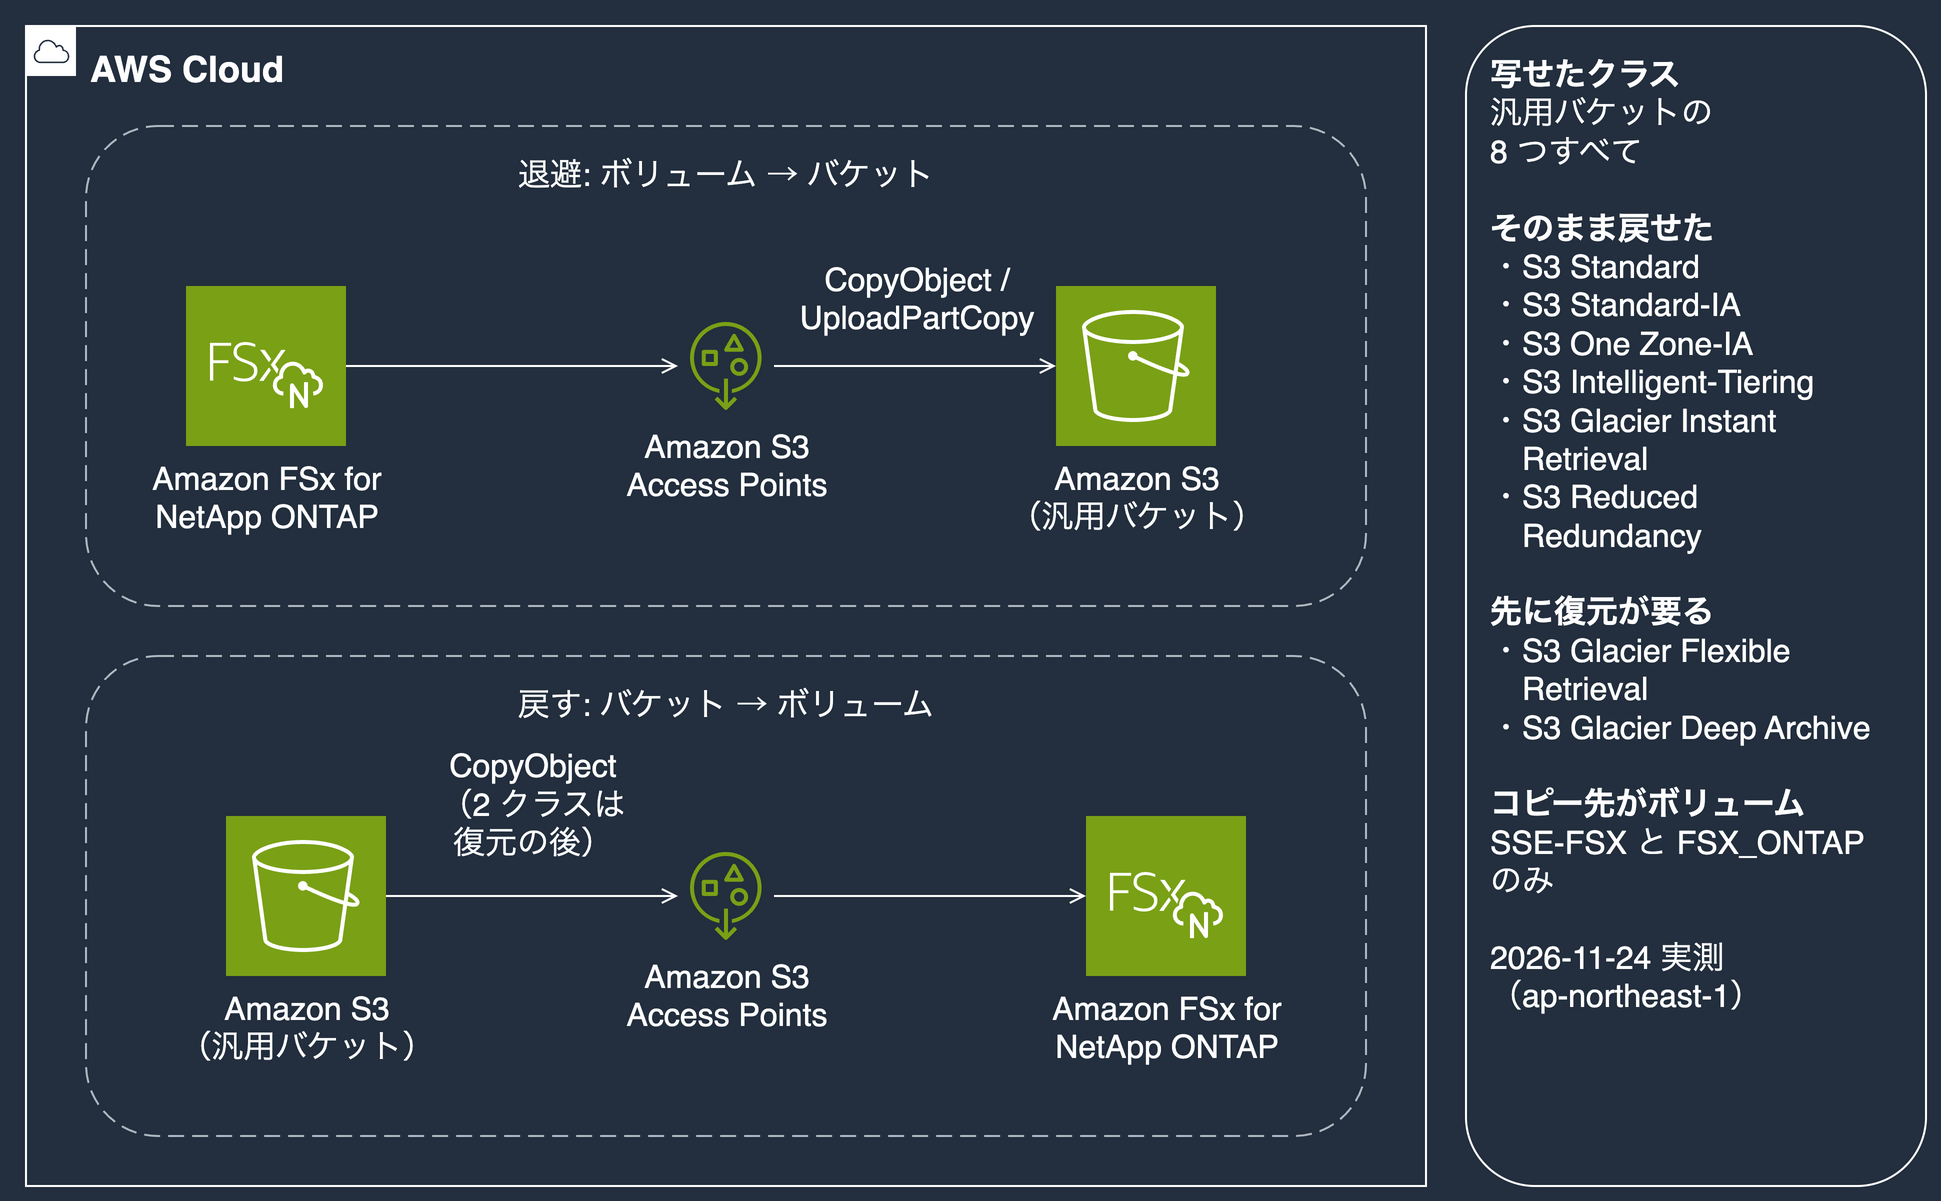 AWS Cloud
退避: ボリューム → バケット
CopyObject /
UploadPartCopy
FSx
N
Amazon FSx for
NetApp ONTAP
Amazon S3
Access Points
Amazon S3
（汎用バケット）
戻す: バケット → ボリューム
CopyObject
（2 クラスは
復元の後）
FSx
N
Amazon S3
（汎用バケット）
Amazon S3
Access Points
Amazon FSx for
NetApp ONTAP
写せたクラス
汎用バケットの
8 つすべて
そのまま戻せた
・S3 Standard
・S3 Standard-IA
・S3 One Zone-IA
・S3 Intelligent-Tiering
・S3 Glacier Instant
Retrieval
・S3 Reduced
Redundancy
先に復元が要る
・S3 Glacier Flexible
Retrieval
・S3 Glacier Deep Archive
コピー先がボリューム
SSE-FSX と FSX_ONTAP
のみ
2026-11-24 実測
（ap-northeast-1）